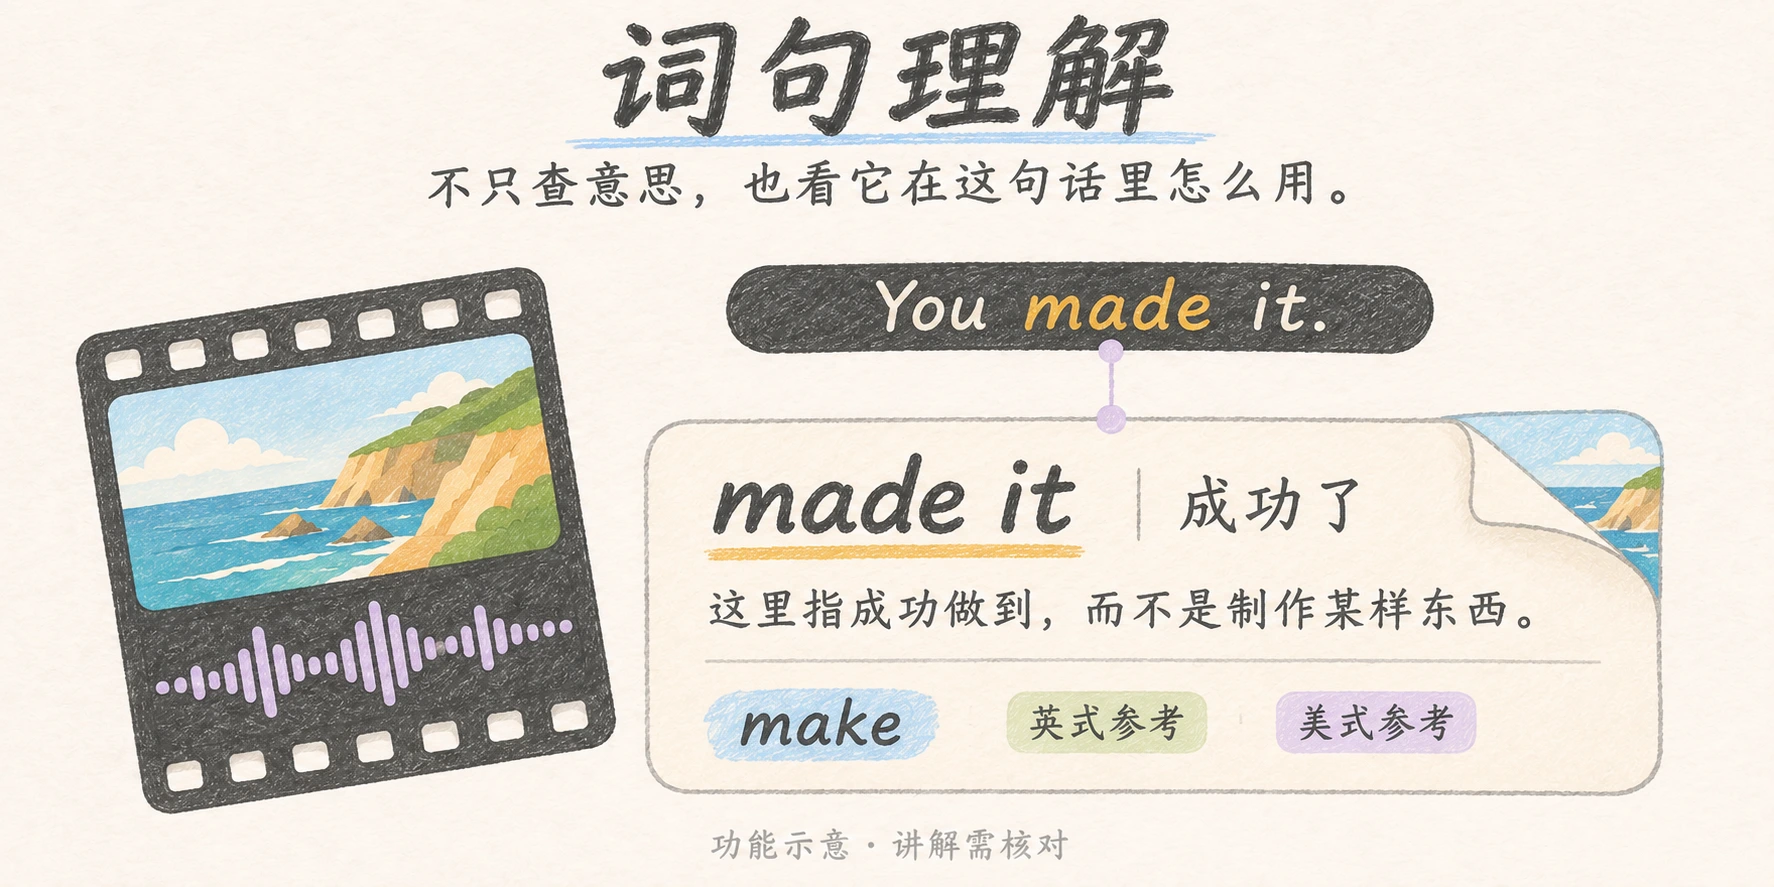 词句理解
不只查意思，也看它在这句话里怎么用。
You made it.
made it 成功了
这里指成功做到，而不是制作某样东西。
make 英式参考 美式参考
功能示意·讲解需核对